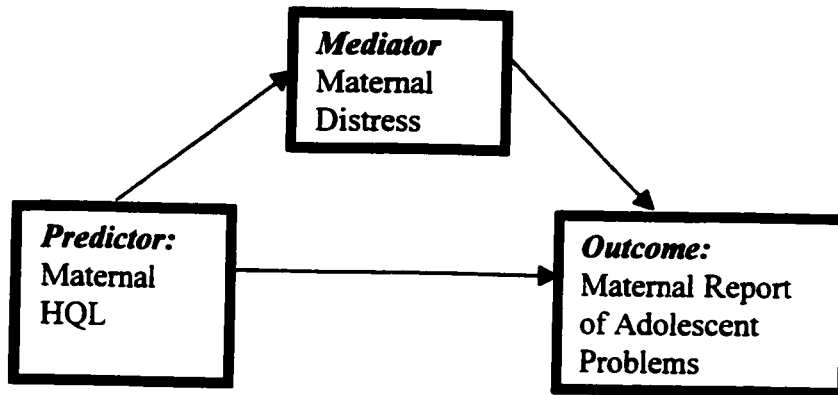 Mediator
Maternal
Distress
Predictor:
Maternal
HQL
Outcome:
Maternal Report
of Adolescent
Problems